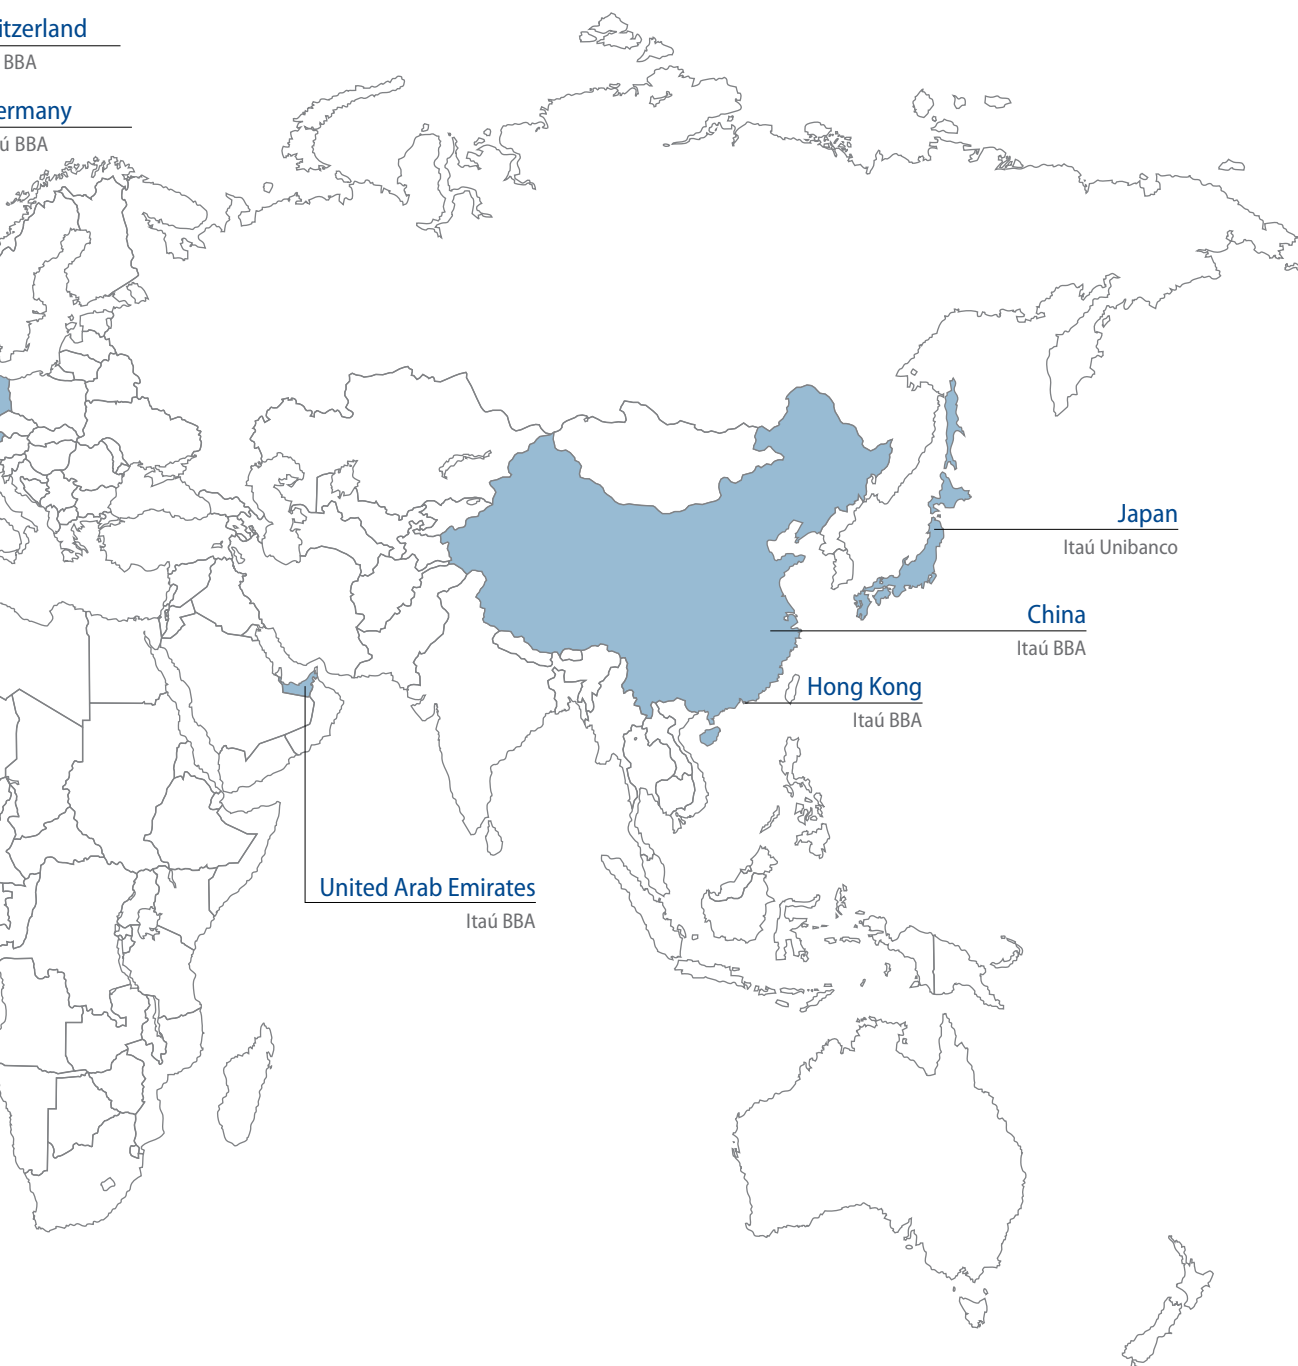 itzerland
BBA
ermany
ú BBA
Japan
Itaú Unibanco
China
Itaú BBA
Hong Kong
Itaú BBA
United Arab Emirates
Itaú BBA